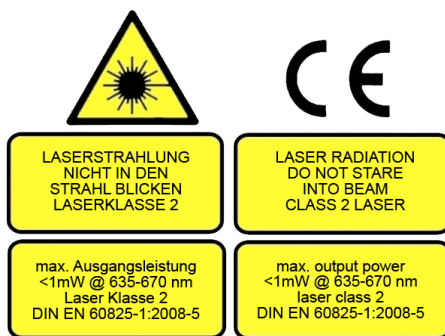 CE
LASERSTRAHLUNG
NICHT IN DEN
STRAHL BLICKEN
LASERKLASSE 2
LASER RADIATION
DO NOT STARE
INTO BEAM
CLASS 2 LASER
max. Ausgangsleistung
<1mW @ 635-670 nm
Laser Klasse 2
DIN EN 60825-1:2008-5
max. output power
<1mW @ 635-670 nm
laser class 2
DIN EN 60825-1:2008-5